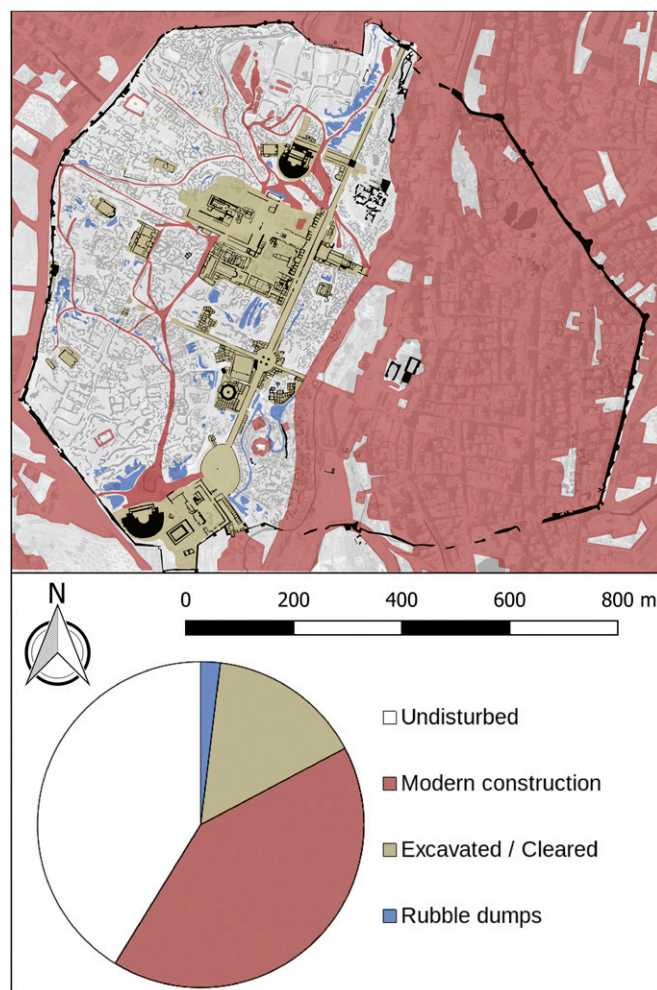 N
0 200 400 600 800 m
Undisturbed
Modern construction
Excavated / Cleared
Rubble dumps